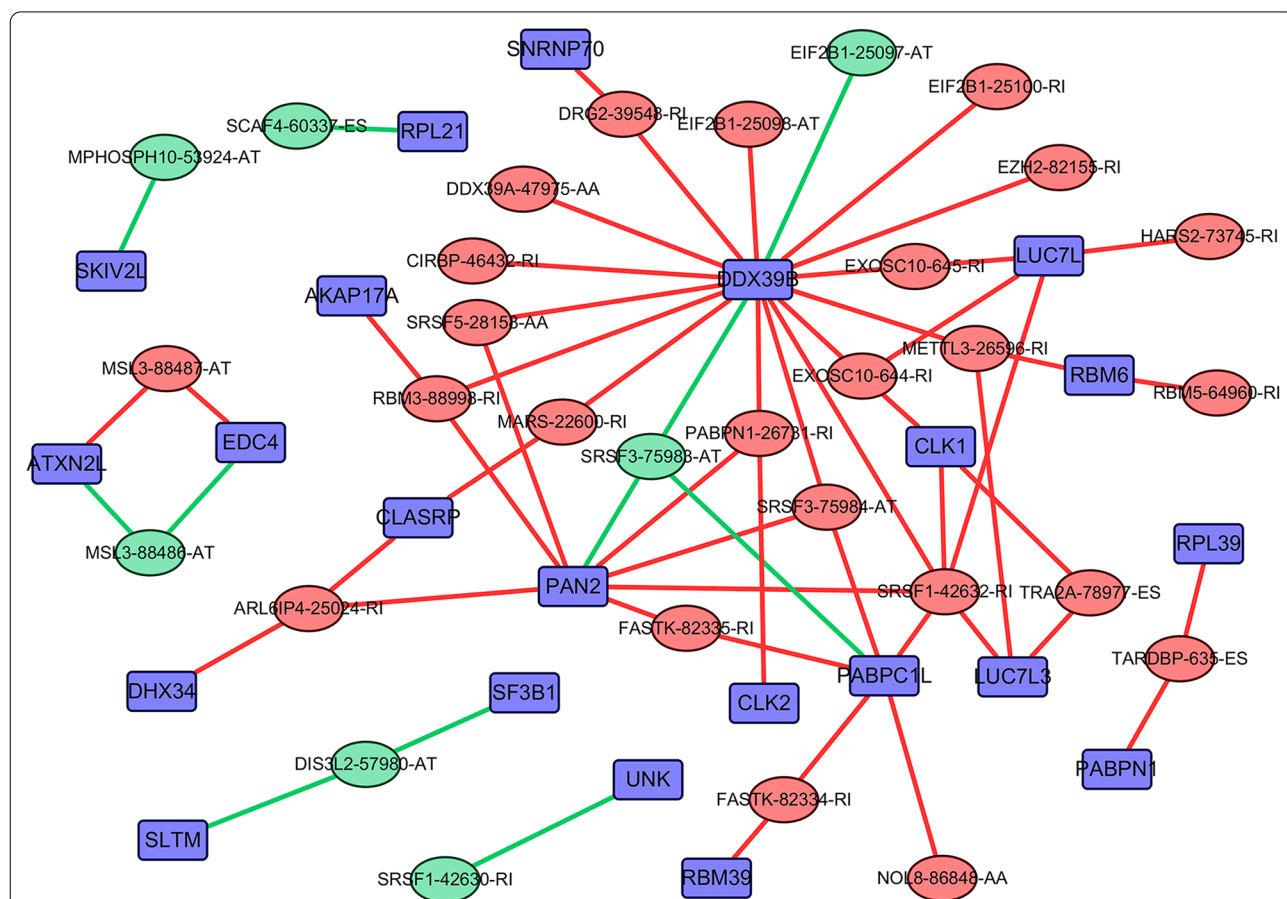 SNRNP70
EIF2B1-25097-AT
EIF2B1-25100-RI
SCAF4-60337-ES
RPL21
DRG2-39548-RI
EIF2B1-25098-AT
MPHOSPH10-53924-AT
EZH2-82155-RI
DDX39A-47975-AA
HARS2-73745-RI
LUC7L
SKIV2L
CIRBP-46432-RI
EXOSC10-645-RI
DDX39B
AKAP17A
SRSF5-28158-AA
METTL3-26596-RI
MSL3-88487-AT
EXOSC10-644-RI
RBM6
RBM5-64960-RI
RBM3-88998-RI
MARS-22600-RI
PABPN1-26731-RI
EDC4
CLK1
SRSF3-75983-AT
ATXN2L
SRSF3-75984-AT
CLASRP
RPL39
MSL3-88486-AT
PAN2
SRSF1-42632-RI
TRA2A-78977-ES
ARL6IP4-25024-RI
FASTK-82335-RI
TARDBP-635-ES
PABPC1L
LUC7L3
DHX34
SF3B1
CLK2
DIS3L2-57980-AT
PABPN1
UNK
FASTK-82334-RI
SLTM
SRSF1-42630-RI
RBM39
NOL8-86848-AA